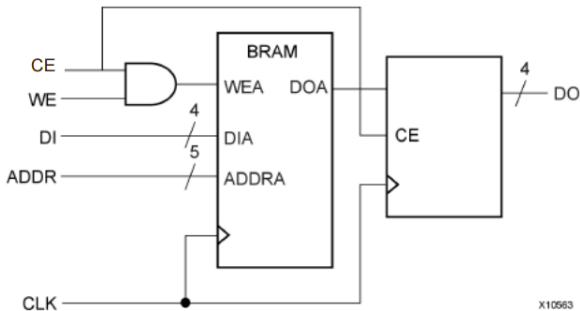 CE
WE
DI
ADDR
CLK
4
5
BRAM
WEA
DOA
DIA
ADDRA
CE
4
DO
X10563